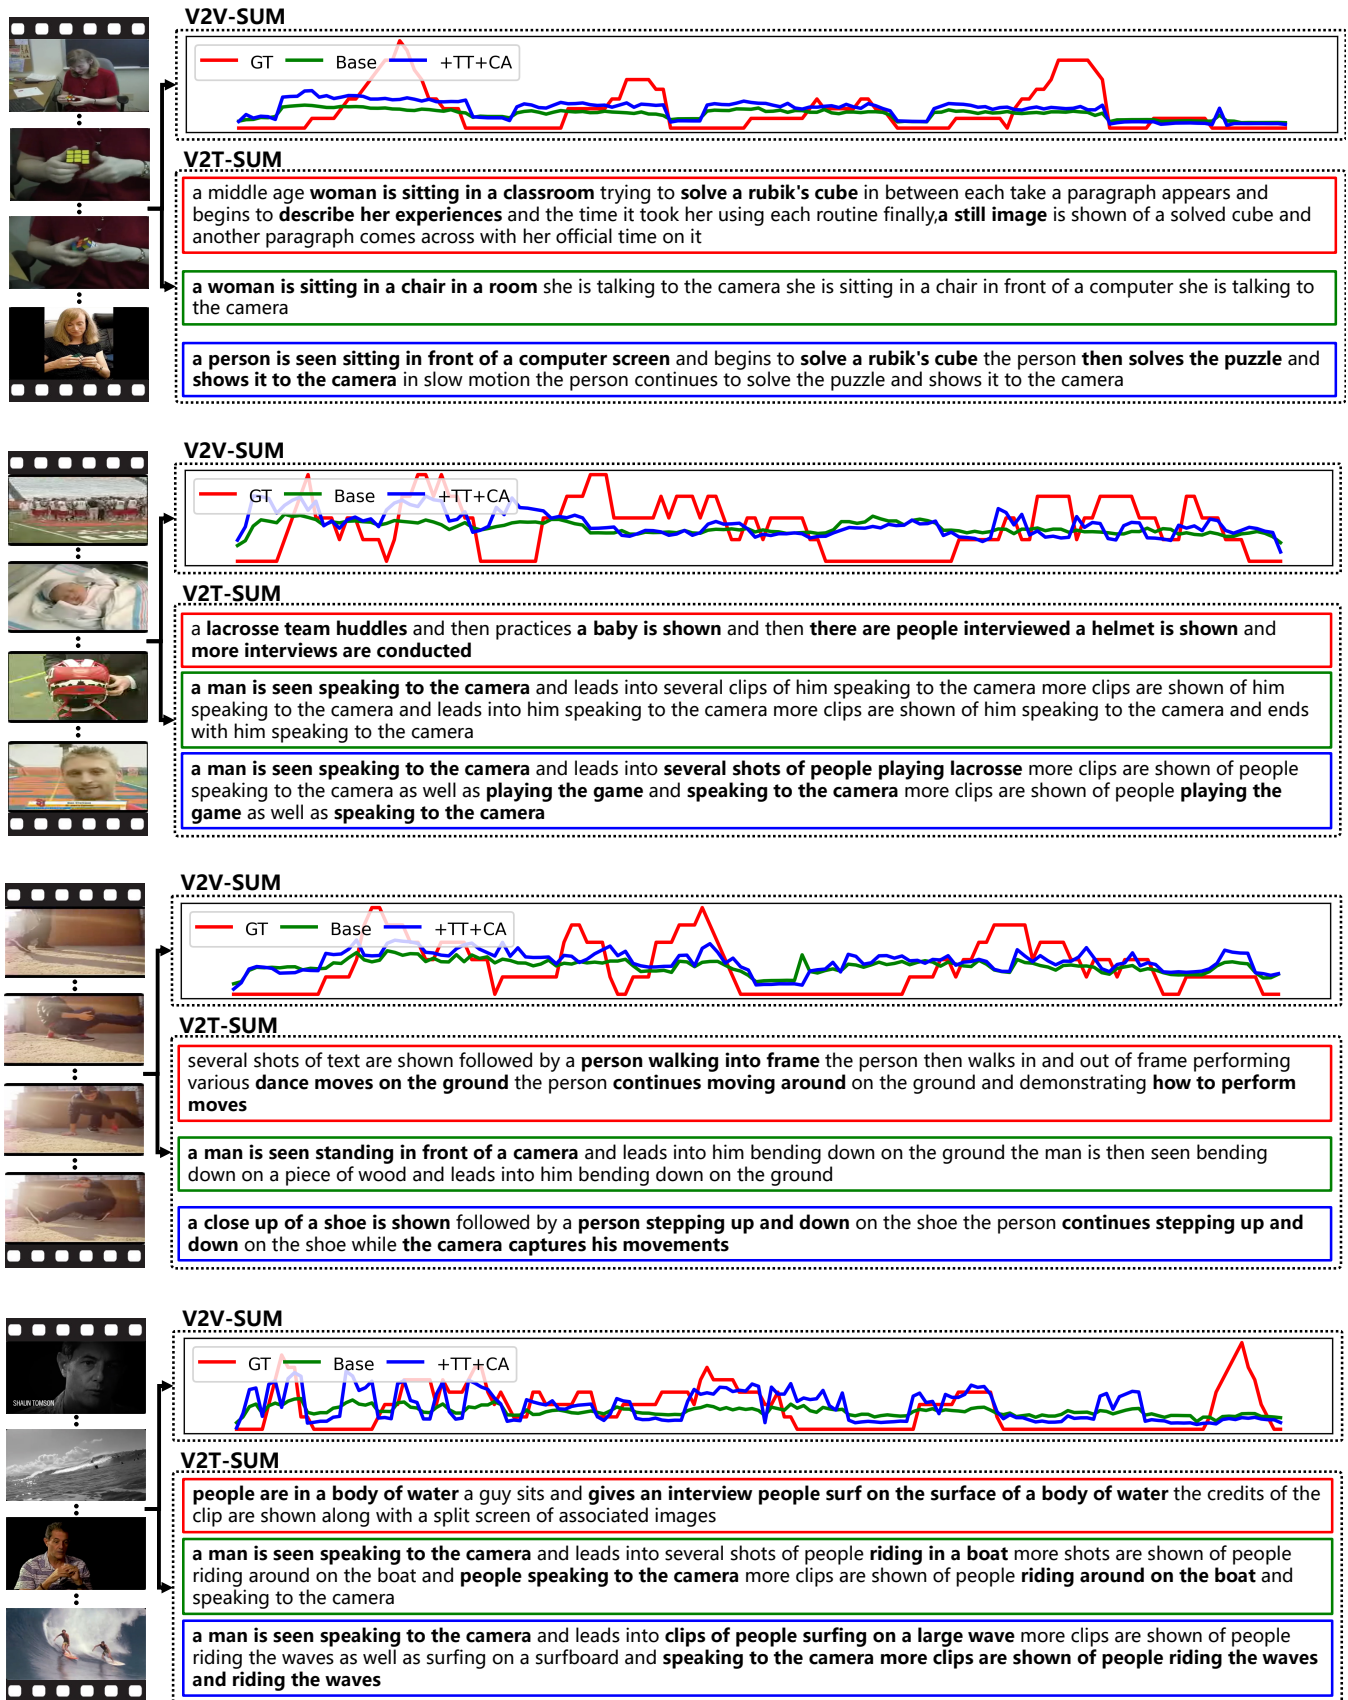 V2V-SUM
GT Base +TT+CA
V2T-SUM
a middle age woman is sitting in a classroom trying to solve a rubik's cube in between each take a paragraph appears and
begins to describe her experiences and the time it took her using each routine finally,a still image is shown of a solved cube and
another paragraph comes across with her official time on it
a woman is sitting in a chair in a room she is talking to the camera she is sitting in a chair in front of a computer she is talking to
the camera
a person is seen sitting in front of a computer screen and begins to solve a rubik's cube the person then solves the puzzle and
shows it to the camera in slow motion the person continues to solve the puzzle and shows it to the camera
V2V-SUM
GT Base +TT+CA
V2T-SUM
a lacrosse team huddles and then practices a baby is shown and then there are people interviewed a helmet is shown and
more interviews are conducted
a man is seen speaking to the camera and leads into several clips of him speaking to the camera more clips are shown of him
speaking to the camera and leads into him speaking to the camera more clips are shown of him speaking to the camera and ends
with him speaking to the camera
a man is seen speaking to the camera and leads into several shots of people playing lacrosse more clips are shown of people
speaking to the camera as well as playing the game and speaking to the camera more clips are shown of people playing the
game as well as speaking to the camera
V2V-SUM
GT Base +TT+CA
V2T-SUM
several shots of text are shown followed by a person walking into frame the person then walks in and out of frame performing
various dance moves on the ground the person continues moving around on the ground and demonstrating how to perform
moves
a man is seen standing in front of a camera and leads into him bending down on the ground the man is then seen bending
down on a piece of wood and leads into him bending down on the ground
a close up of a shoe is shown followed by a person stepping up and down on the shoe the person continues stepping up and
down on the shoe while the camera captures his movements
V2V-SUM
GT Base +TT+CA
SHAUN TOMSON
V2T-SUM
people are in a body of water a guy sits and gives an interview people surf on the surface of a body of water the credits of the
clip are shown along with a split screen of associated images
a man is seen speaking to the camera and leads into several shots of people riding in a boat more shots are shown of people
riding around on the boat and people speaking to the camera more clips are shown of people riding around on the boat and
speaking to the camera
a man is seen speaking to the camera and leads into clips of people surfing on a large wave more clips are shown of people
riding the waves as well as surfing on a surfboard and speaking to the camera more clips are shown of people riding the waves
and riding the waves